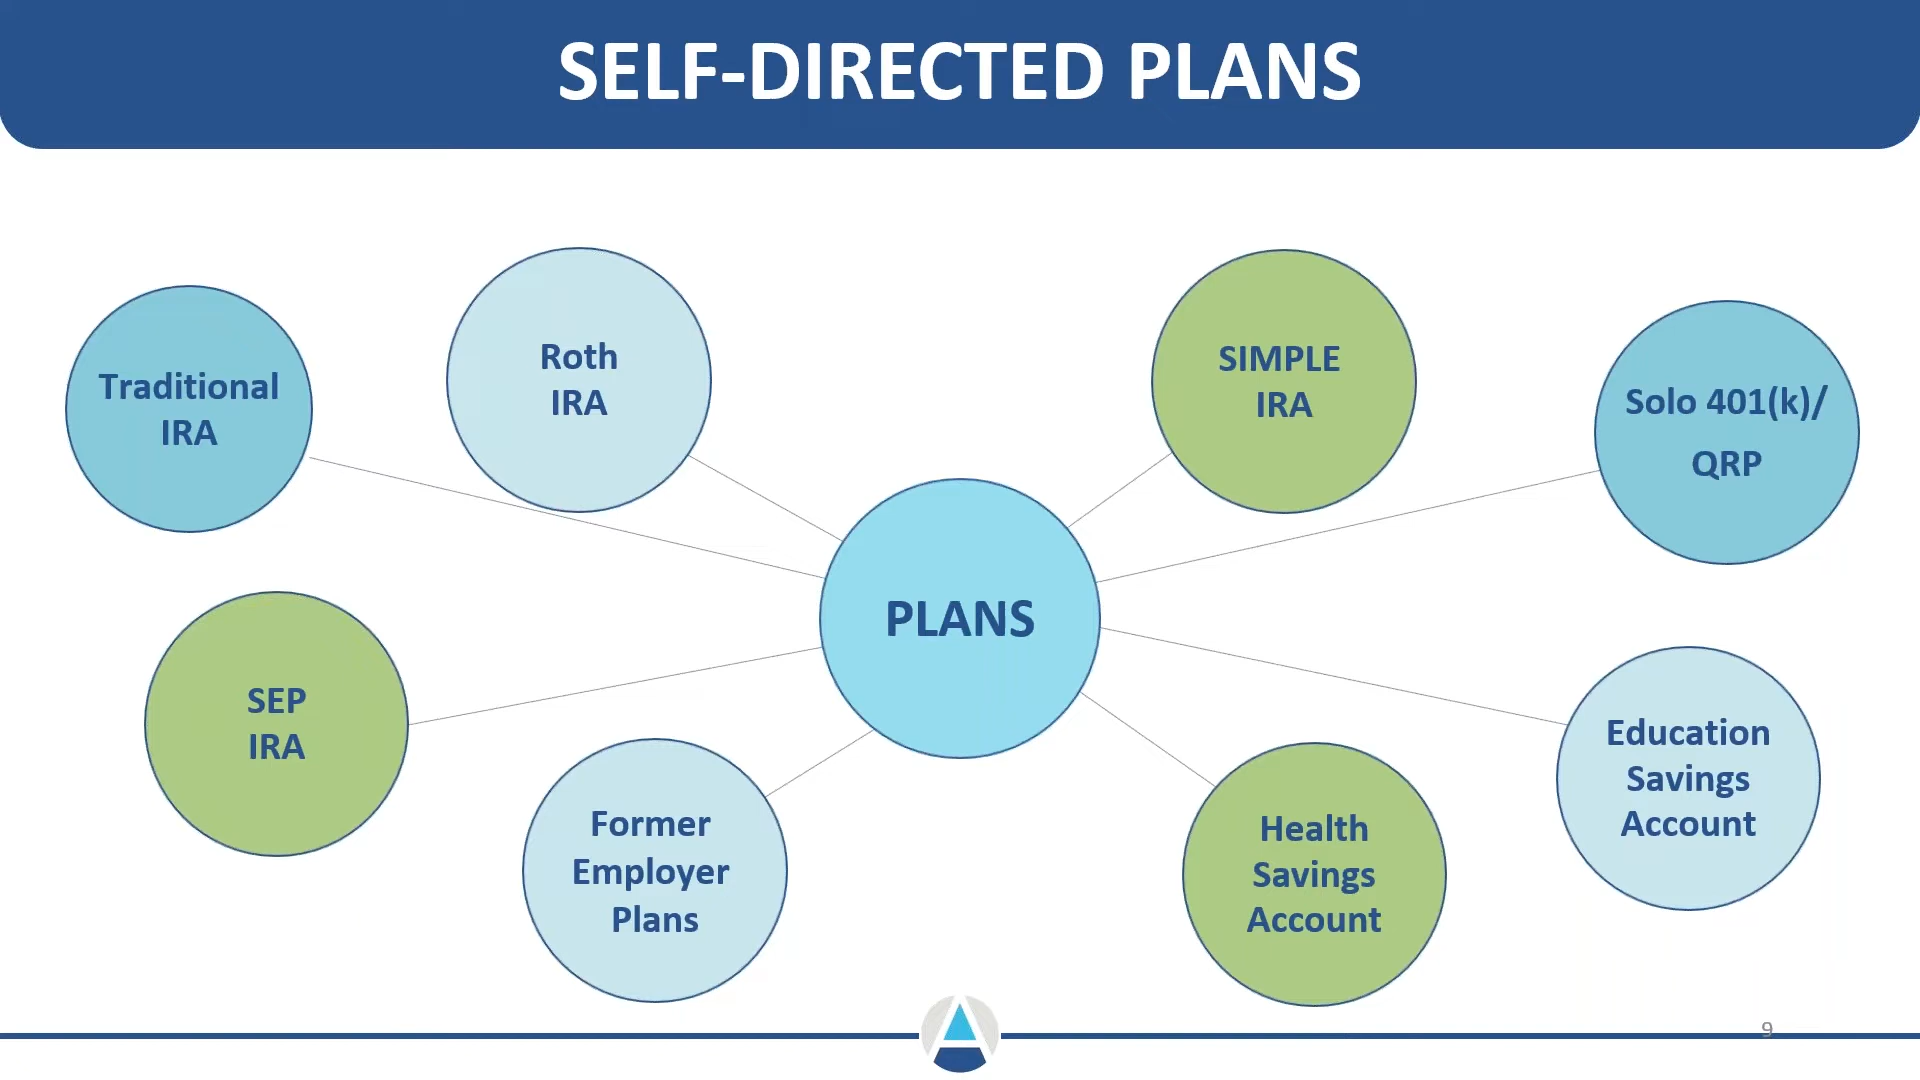 SELF-DIRECTED PLANS
Traditional
IRA
Roth
IRA
SIMPLE
IRA
Solo 401(k)/
QRP
PLANS
SEP
IRA
Former
Employer
Plans
Health
Savings
Account
Education
Savings
Account
9